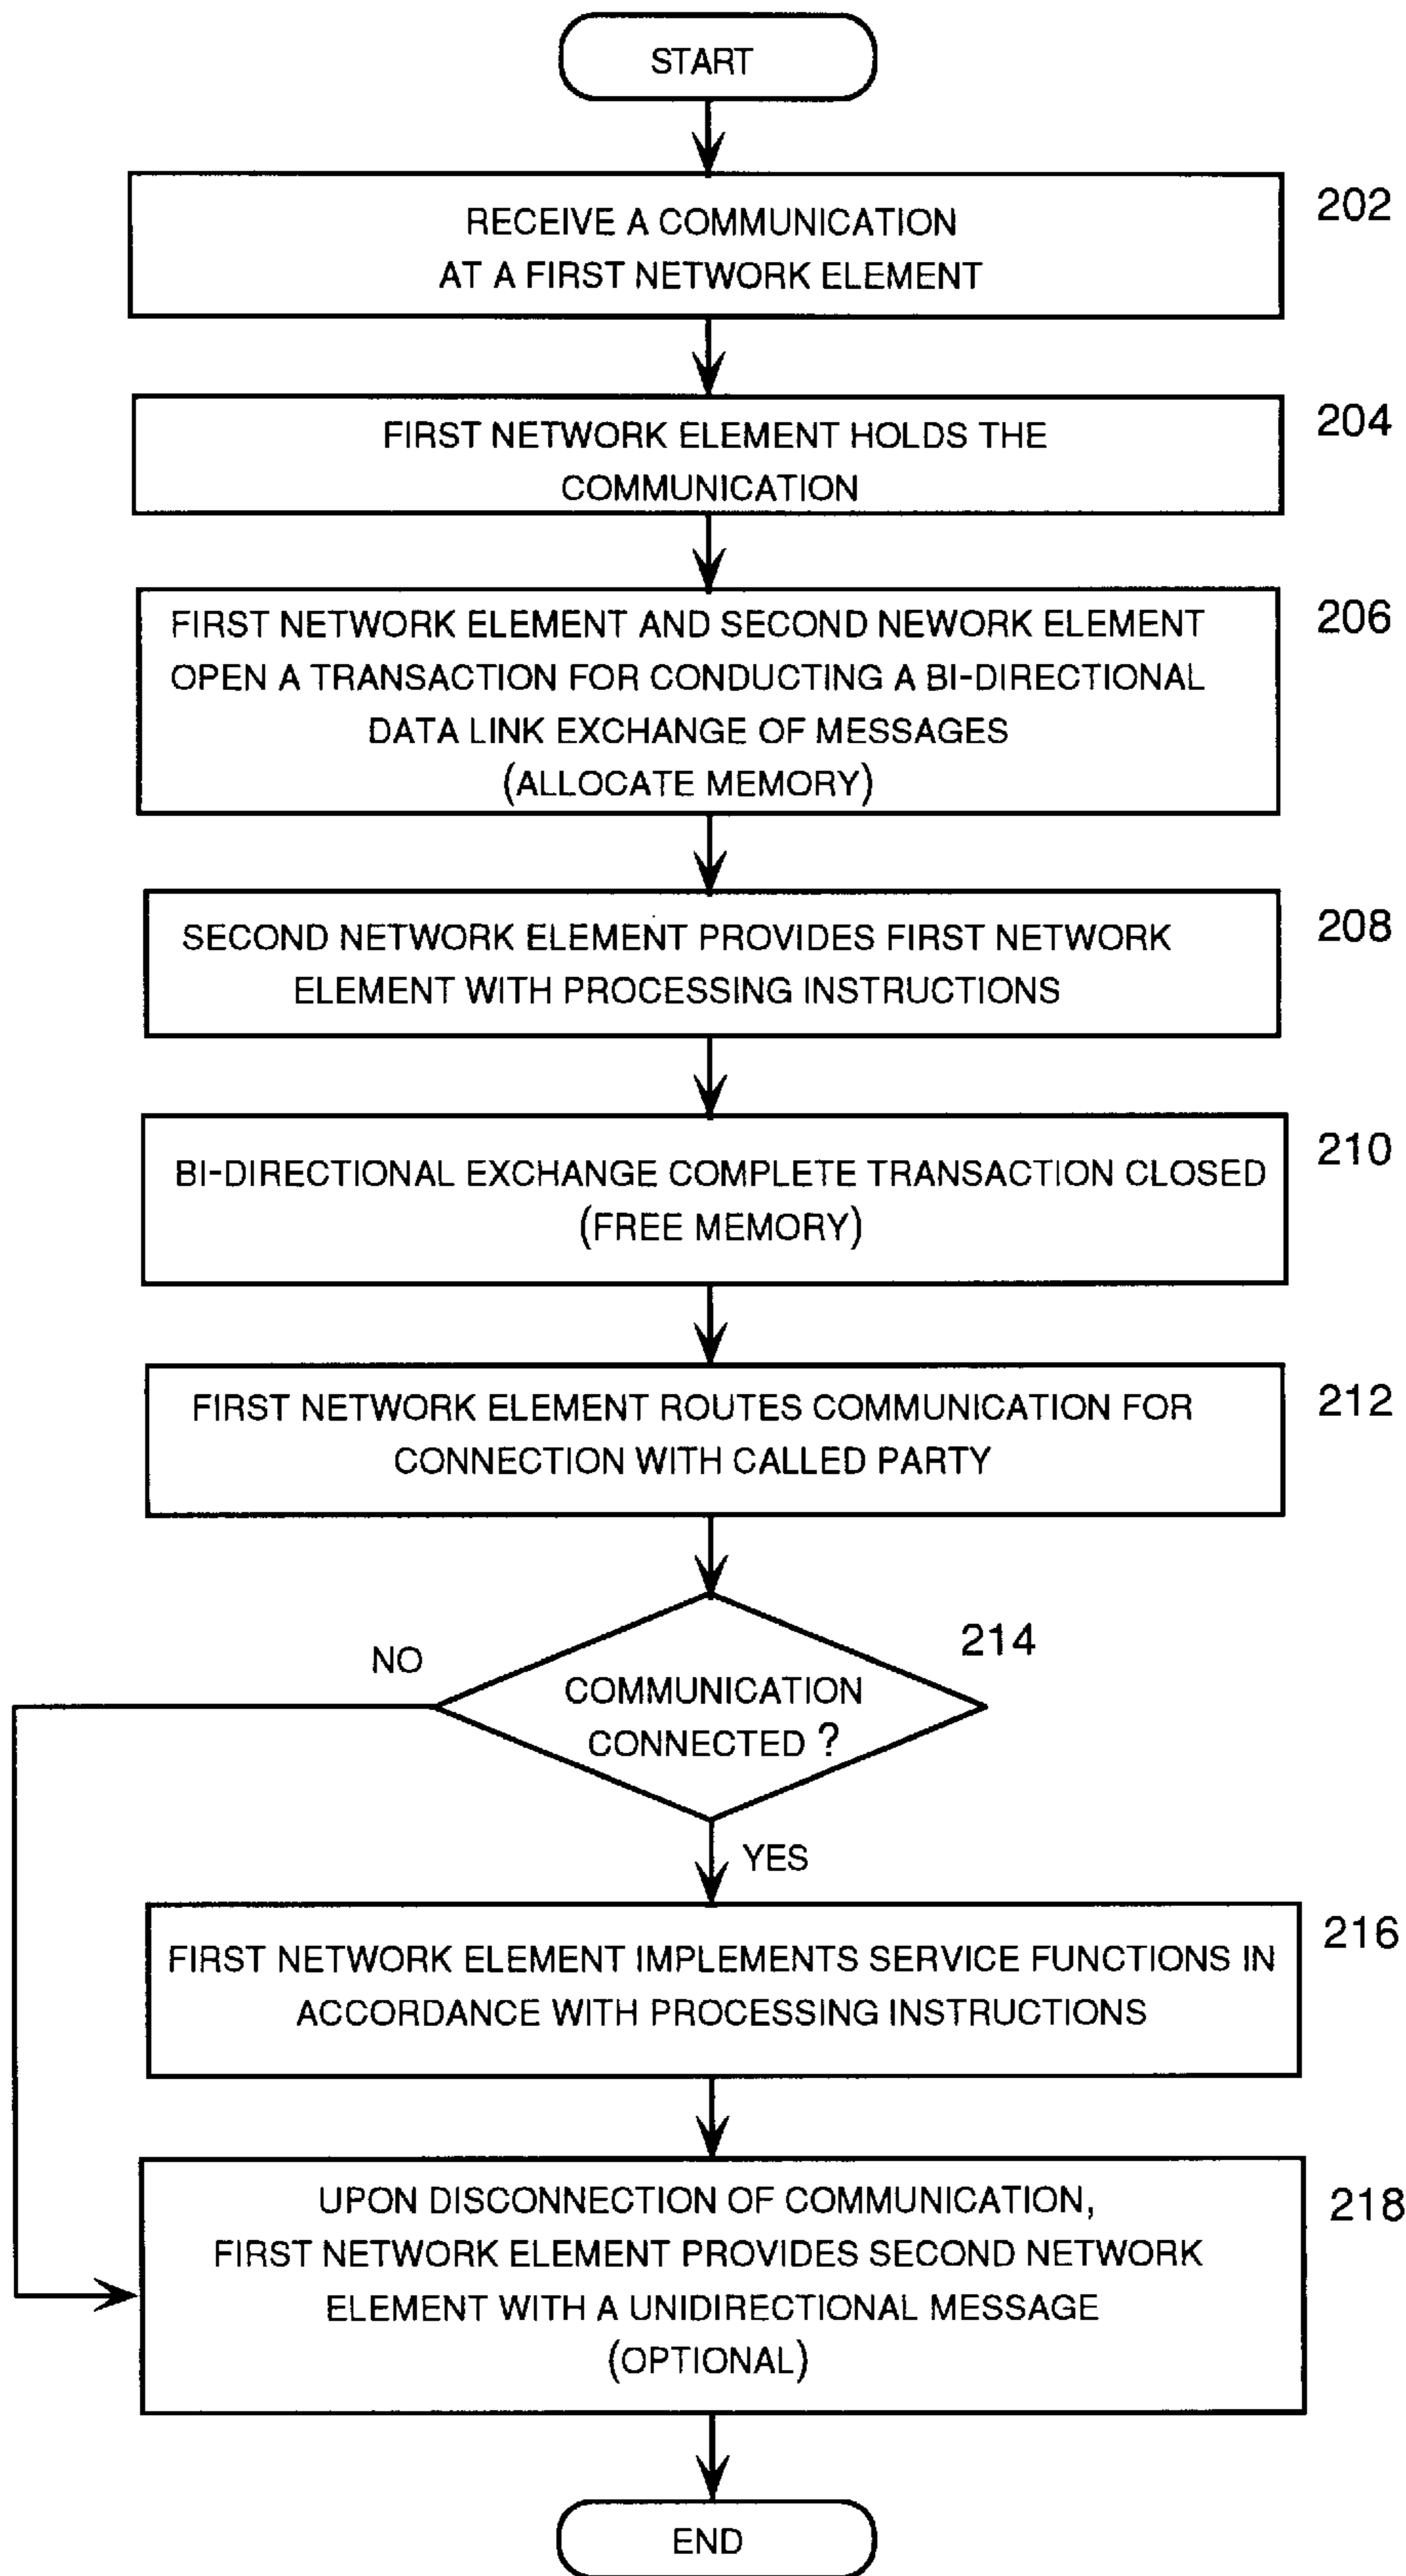 START
RECEIVE A COMMUNICATION
AT A FIRST NETWORK ELEMENT
202
FIRST NETWORK ELEMENT HOLDS THE
COMMUNICATION
204
FIRST NETWORK ELEMENT AND SECOND NEWORK ELEMENT
OPEN A TRANSACTION FOR CONDUCTING A BI-DIRECTIONAL
DATA LINK EXCHANGE OF MESSAGES
(ALLOCATE MEMORY)
206
SECOND NETWORK ELEMENT PROVIDES FIRST NETWORK
ELEMENT WITH PROCESSING INSTRUCTIONS
208
BI-DIRECTIONAL EXCHANGE COMPLETE TRANSACTION CLOSED
(FREE MEMORY)
210
FIRST NETWORK ELEMENT ROUTES COMMUNICATION FOR
CONNECTION WITH CALLED PARTY
212
COMMUNICATION
CONNECTED ?
214
NO
YES
FIRST NETWORK ELEMENT IMPLEMENTS SERVICE FUNCTIONS IN
ACCORDANCE WITH PROCESSING INSTRUCTIONS
216
UPON DISCONNECTION OF COMMUNICATION,
FIRST NETWORK ELEMENT PROVIDES SECOND NETWORK
ELEMENT WITH A UNIDIRECTIONAL MESSAGE
(OPTIONAL)
218
END